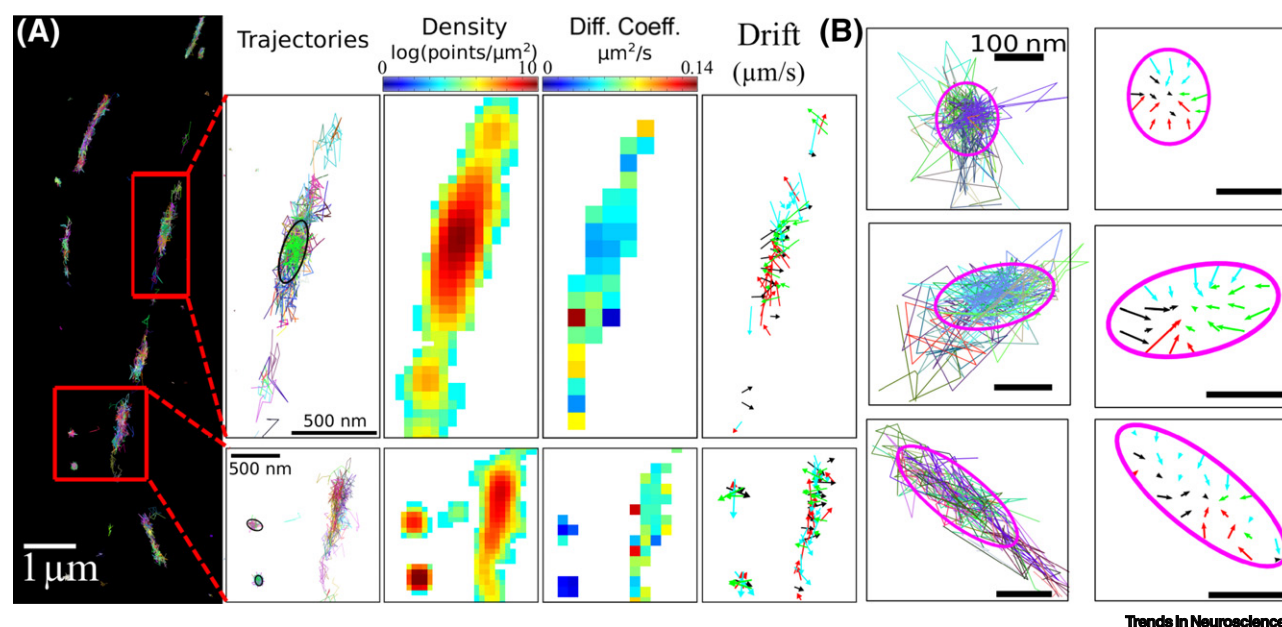 (A)
Trajectories
Density
log(points/μm²)
0 10
Diff. Coeff.
μm²/s
0 0.14
Drift
(μm/s)
(B)
100 nm
500 nm
500 nm
1 μm
Trends in Neuroscience